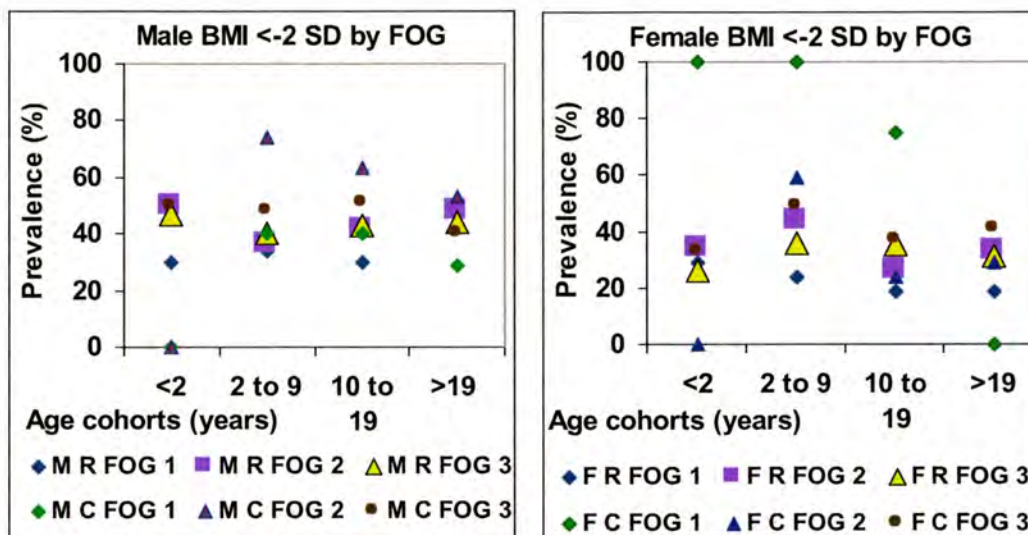 Male BMI <-2 SD by FOG
Prevalence (%)
100
80
60
40
20
0
<2
2 to 9
10 to
19
>19
Age cohorts (years)
M R FOG 1
M R FOG 2
M R FOG 3
M C FOG 1
M C FOG 2
M C FOG 3
Female BMI <-2 SD by FOG
Prevalence (%)
100
80
60
40
20
0
<2
2 to 9
10 to
19
>19
Age cohorts (years)
F R FOG 1
F R FOG 2
F R FOG 3
F C FOG 1
F C FOG 2
F C FOG 3